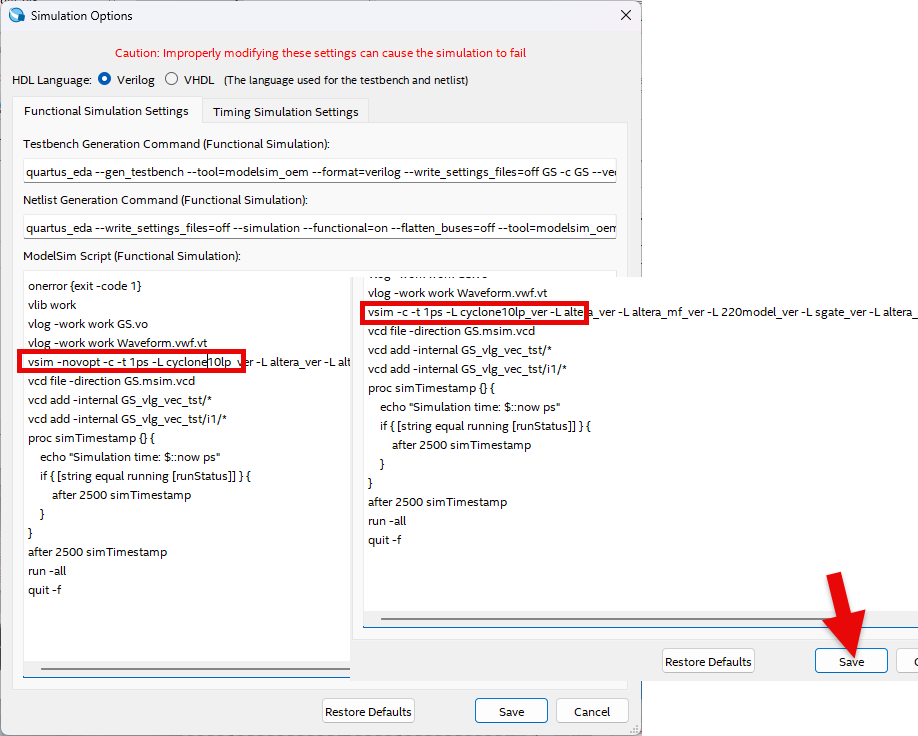 Simulation Options
Caution: Improperly modifying these settings can cause the simulation to fail
HDL Language: Verilog VHDL (The language used for the testbench and netlist)
Functional Simulation Settings Timing Simulation Settings
Testbench Generation Command (Functional Simulation):
quartus_eda --gen_testbench --tool=modelsim_oem --format=verilog --write_settings_files=off GS -c GS --vec
Netlist Generation Command (Functional Simulation):
quartus_eda --write_settings_files=off --simulation --functional=on --flatten_buses=off --tool=modelsim_oem
ModelSim Script (Functional Simulation):
onerror {exit -code 1}
vlib work
vlog -work work GS.vo
vlog -work work Waveform.vwf.vt
vsim -novopt -c -t 1ps -L cyclone10lp_ver -L altera_ver -L alt
vcd file -direction GS.msim.vcd
vcd add -internal GS_vlg_vec_tst/*
vcd add -internal GS_vlg_vec_tst/i1/*
proc simTimestamp {} {
echo "Simulation time: $::now ps"
if { [string equal running [runStatus]] } {
after 2500 simTimestamp
}
}
after 2500 simTimestamp
run -all
quit -f
vlog -work work Waveform.vwf.vt
vsim -c -t 1ps -L cyclone10lp_ver -L altera_ver -L altera_mf_ver -L 220model_ver -L sgate_ver -L altera_
vcd file -direction GS.msim.vcd
vcd add -internal GS_vlg_vec_tst/*
vcd add -internal GS_vlg_vec_tst/i1/*
proc simTimestamp {} {
echo "Simulation time: $::now ps"
if { [string equal running [runStatus]] } {
after 2500 simTimestamp
}
}
after 2500 simTimestamp
run -all
quit -f
Restore Defaults Save
Restore Defaults Save Cancel